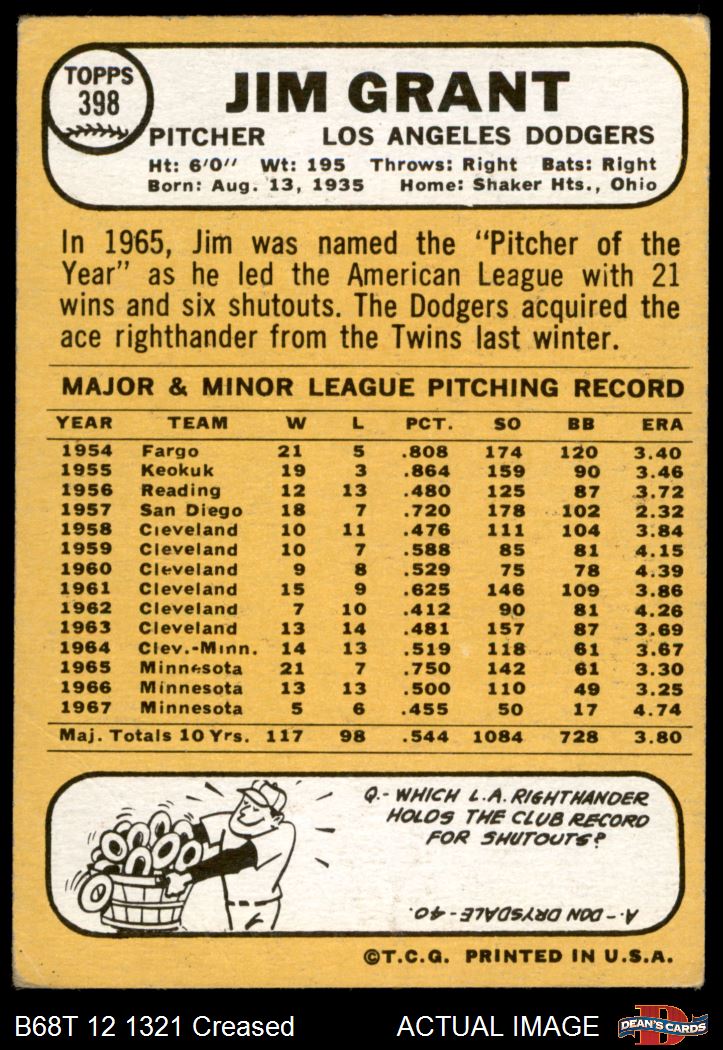 TOPPS
398
JIM GRANT
PITCHER LOS ANGELES DODGERS
Ht: 6'0" Wt: 195 Throws: Right Bats: Right
Born: Aug. 13, 1935 Home: Shaker Hts., Ohio
In 1965, Jim was named the "Pitcher of the
Year" as he led the American League with 21
wins and six shutouts. The Dodgers acquired the
ace righthander from the Twins last winter.
MAJOR & MINOR LEAGUE PITCHING RECORD
YEAR TEAM W L PCT. SO BB ERA
1954 Fargo 21 5 .808 174 120 3.40
1955 Keokuk 19 3 .864 159 90 3.46
1956 Reading 12 13 .480 125 87 3.72
1957 San Diego 18 7 .720 178 102 2.32
1958 Cleveland 10 11 .476 111 104 3.84
1959 Cleveland 10 7 .588 85 81 4.15
1960 Cleveland 9 8 .529 75 78 4.39
1961 Cleveland 15 9 .625 146 109 3.86
1962 Cleveland 7 10 .412 90 81 4.26
1963 Cleveland 13 14 .481 157 87 3.69
1964 Clev.-Minn. 14 13 .519 118 61 3.67
1965 Minnesota 21 7 .750 142 61 3.30
1966 Minnesota 13 13 .500 110 49 3.25
1967 Minnesota 5 6 .455 50 17 4.74
Maj. Totals 10 Yrs. 117 98 .544 1084 728 3.80
Q.- WHICH L.A. RIGHTHANDER
HOLDS THE CLUB RECORD
FOR SHUTOUTS?
A.- DON DRYSDALE - 40.
©T.C.G. PRINTED IN U.S.A.
B68T 12 1321 Creased ACTUAL IMAGE
DEAN'S CARDS